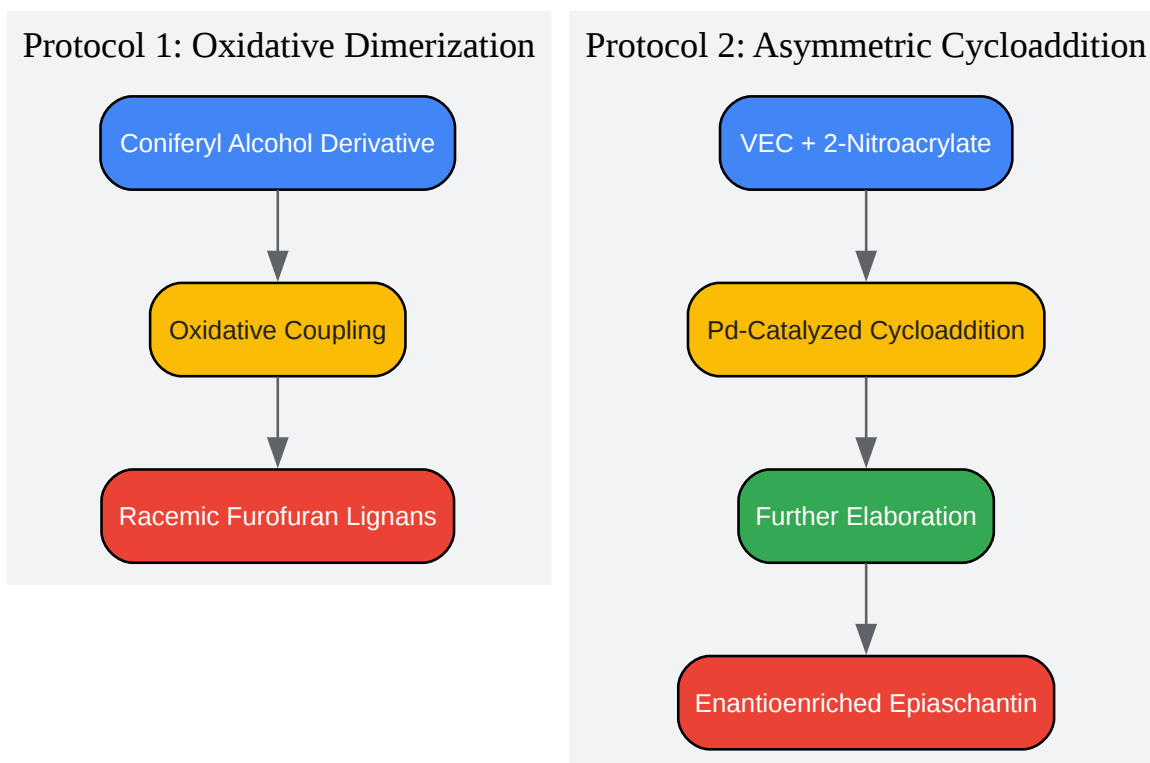 Protocol 1: Oxidative Dimerization
Coniferyl Alcohol Derivative
Oxidative Coupling
Racemic Furofuran Lignans
Protocol 2: Asymmetric Cycloaddition
VEC + 2-Nitroacrylate
Pd-Catalyzed Cycloaddition
Further Elaboration
Enantioenriched Epiaschantin